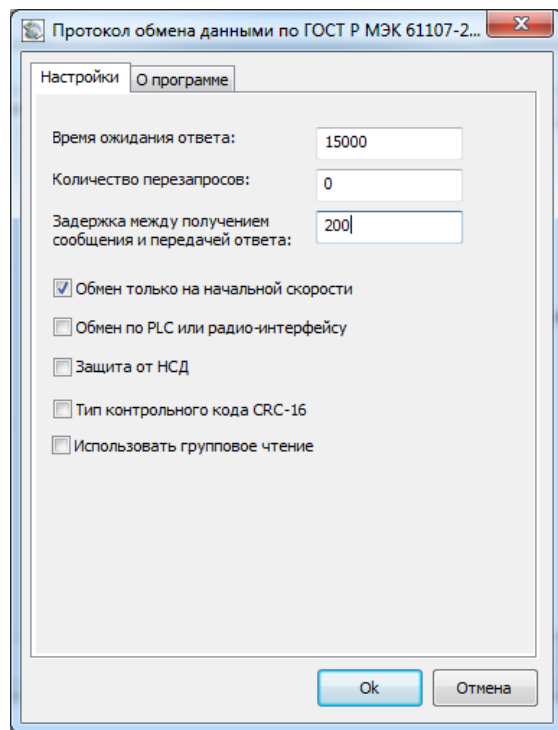 Протокол обмена данными по ГОСТ Р МЭК 61107-2...
Настройки
О программе
Время ожидания ответа:
15000
Количество перезапросов:
0
Задержка между получением
сообщения и передачей ответа:
200
Обмен только на начальной скорости
Обмен по PLC или радио-интерфейсу
Защита от НСД
Тип контрольного кода CRC-16
Использовать групповое чтение
Ok
Отмена